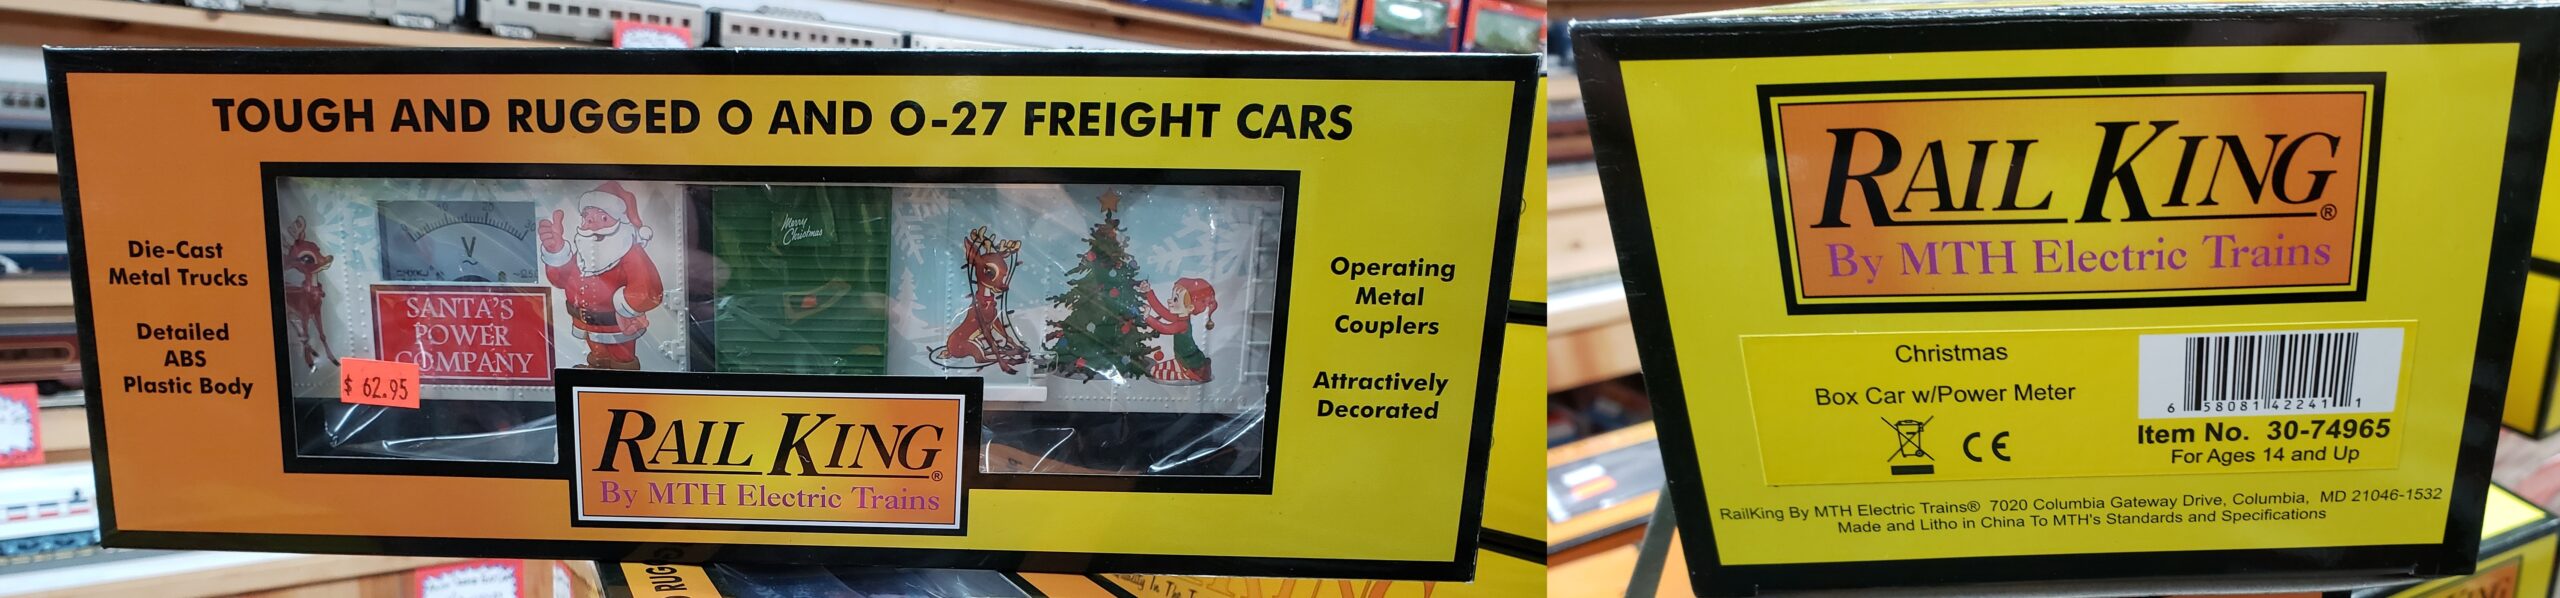 TOUGH AND RUGGED O AND O-27 FREIGHT CARS
Die-Cast
Metal Trucks
Detailed
ABS
Plastic Body
V
SANTA'S
POWER
COMPANY
$ 62.95
Merry
Christmas
Operating
Metal
Couplers
Attractively
Decorated
RAIL KING®
By MTH Electric Trains
RAIL KING®
By MTH Electric Trains
Christmas
Box Car w/Power Meter
CE
6 58081 42241 1
Item No. 30-74965
For Ages 14 and Up
RailKing By MTH Electric Trains® 7020 Columbia Gateway Drive, Columbia, MD 21046-1532
Made and Litho in China To MTH's Standards and Specifications